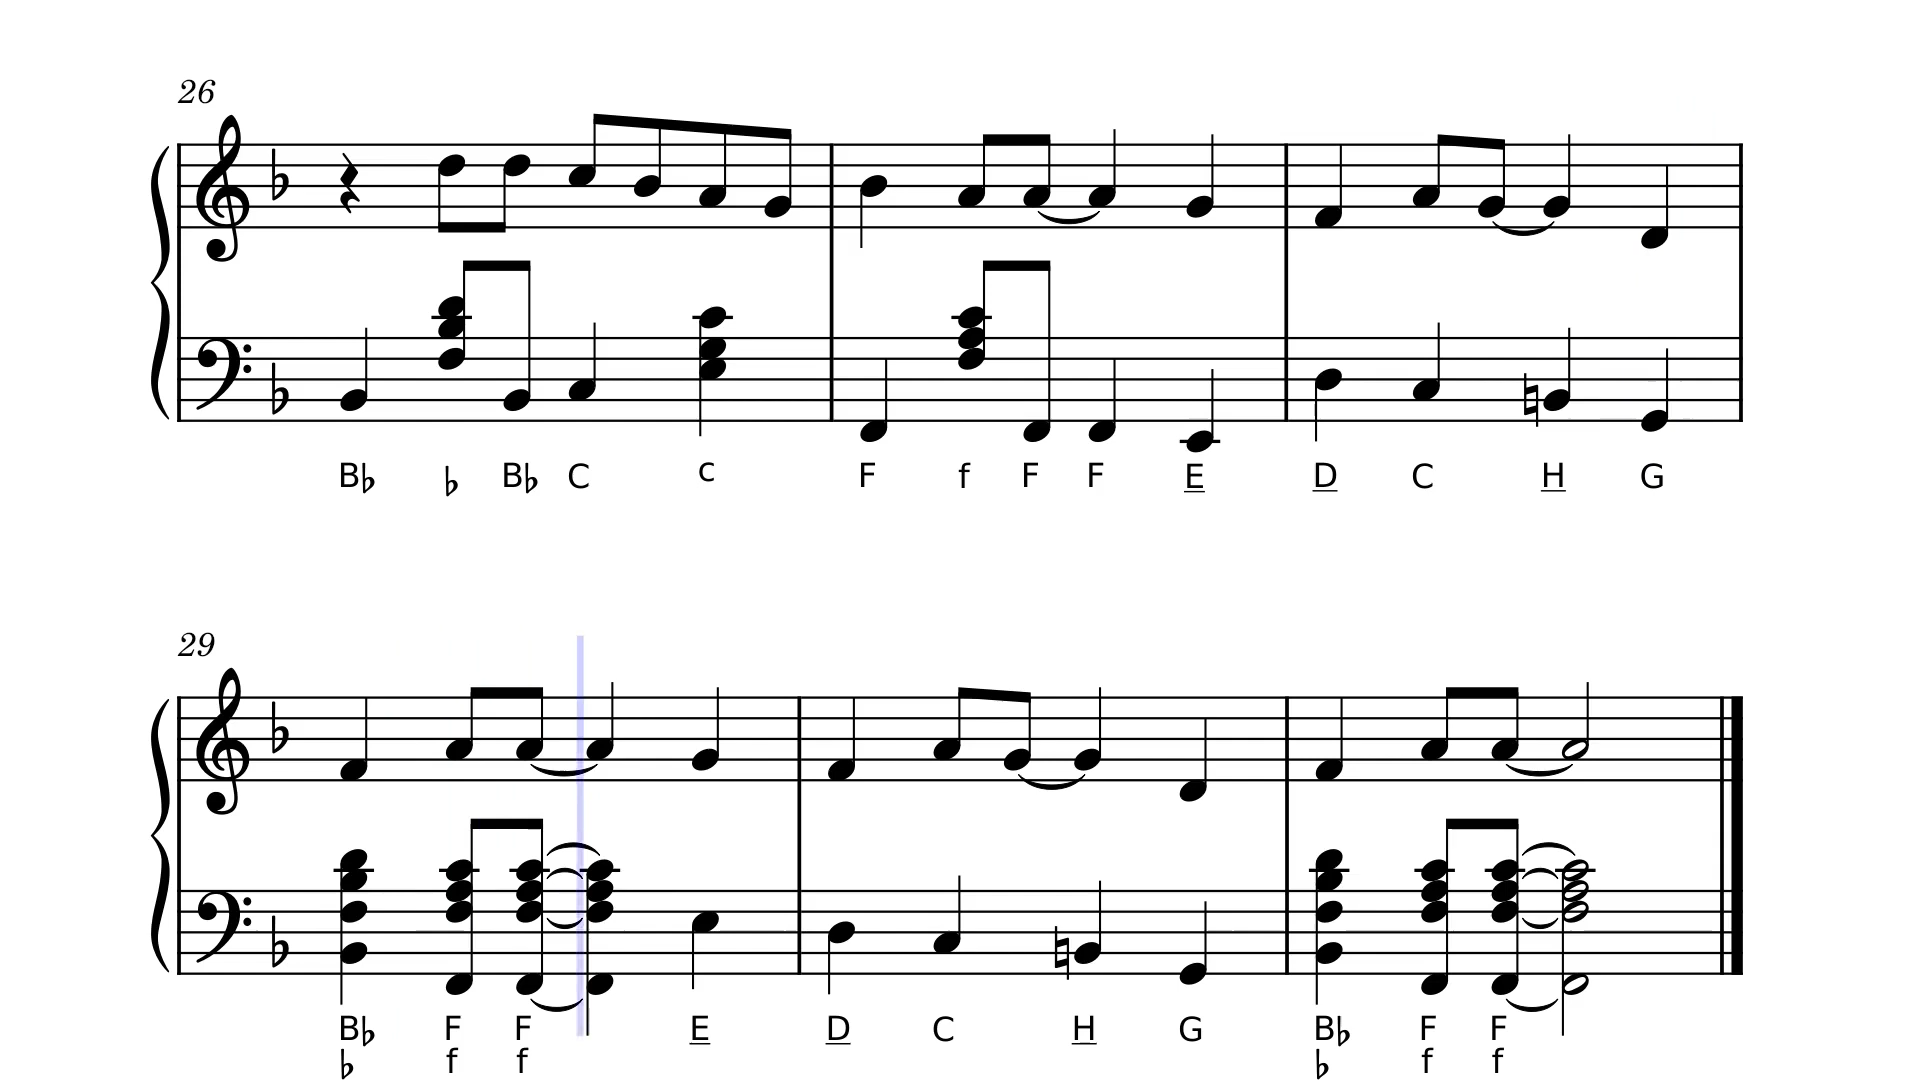 26
B♭ ♭ B♭ C c F f F F E D C H G
29
B♭ F F E D C H G B♭ F F
♭ f f ♭ f f